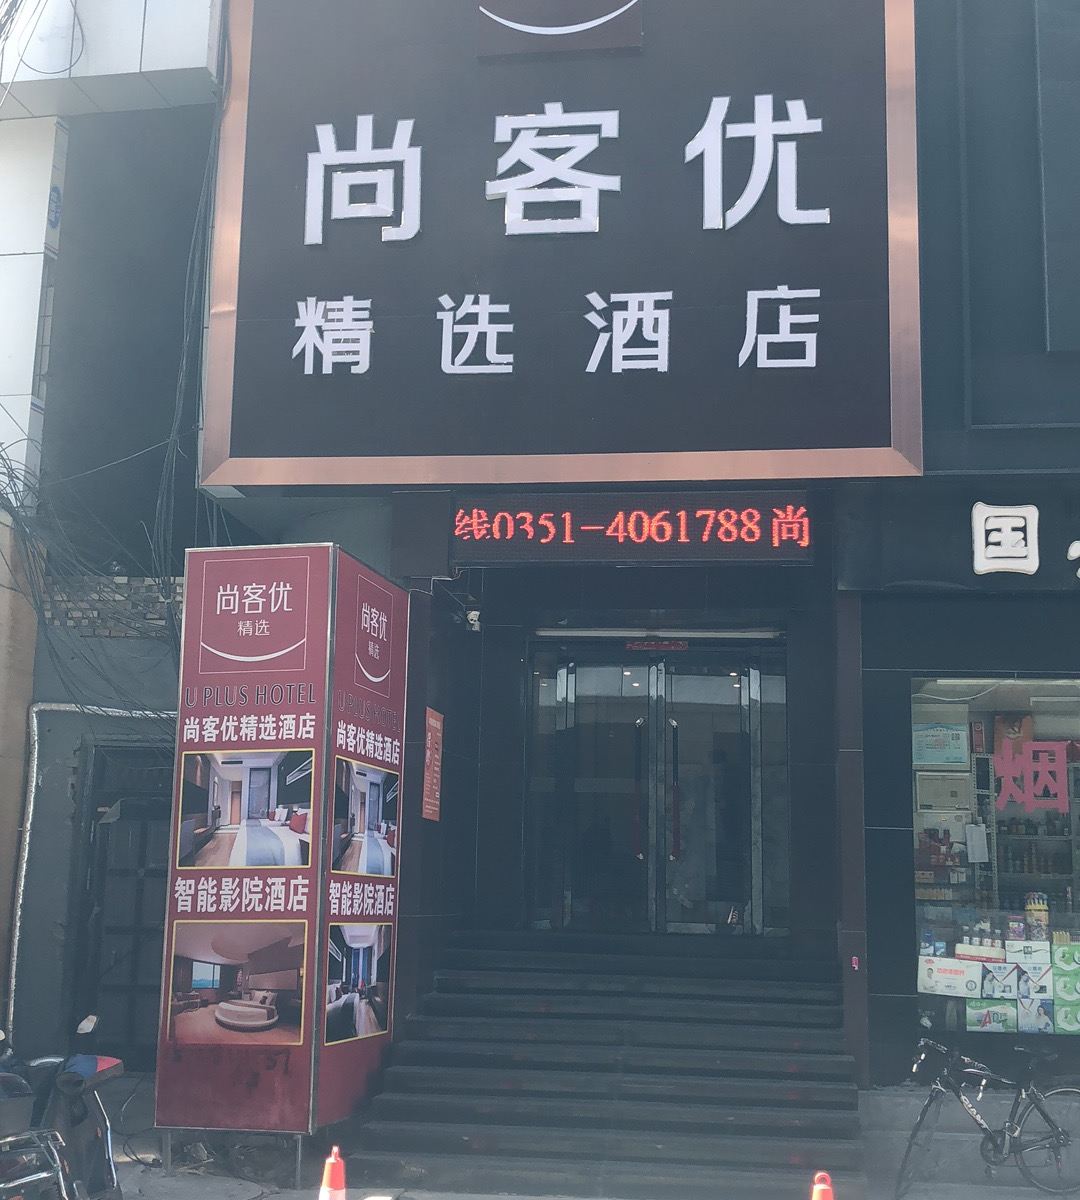 尚客优
精选酒店
线0351-4061788尚
国
尚客优
精选
U PLUS HOTEL
尚客优精选酒店
智能影院酒店
尚客优
精选
U PLUS HOTEL
尚客优精选酒店
智能影院酒店
烟
GIANT